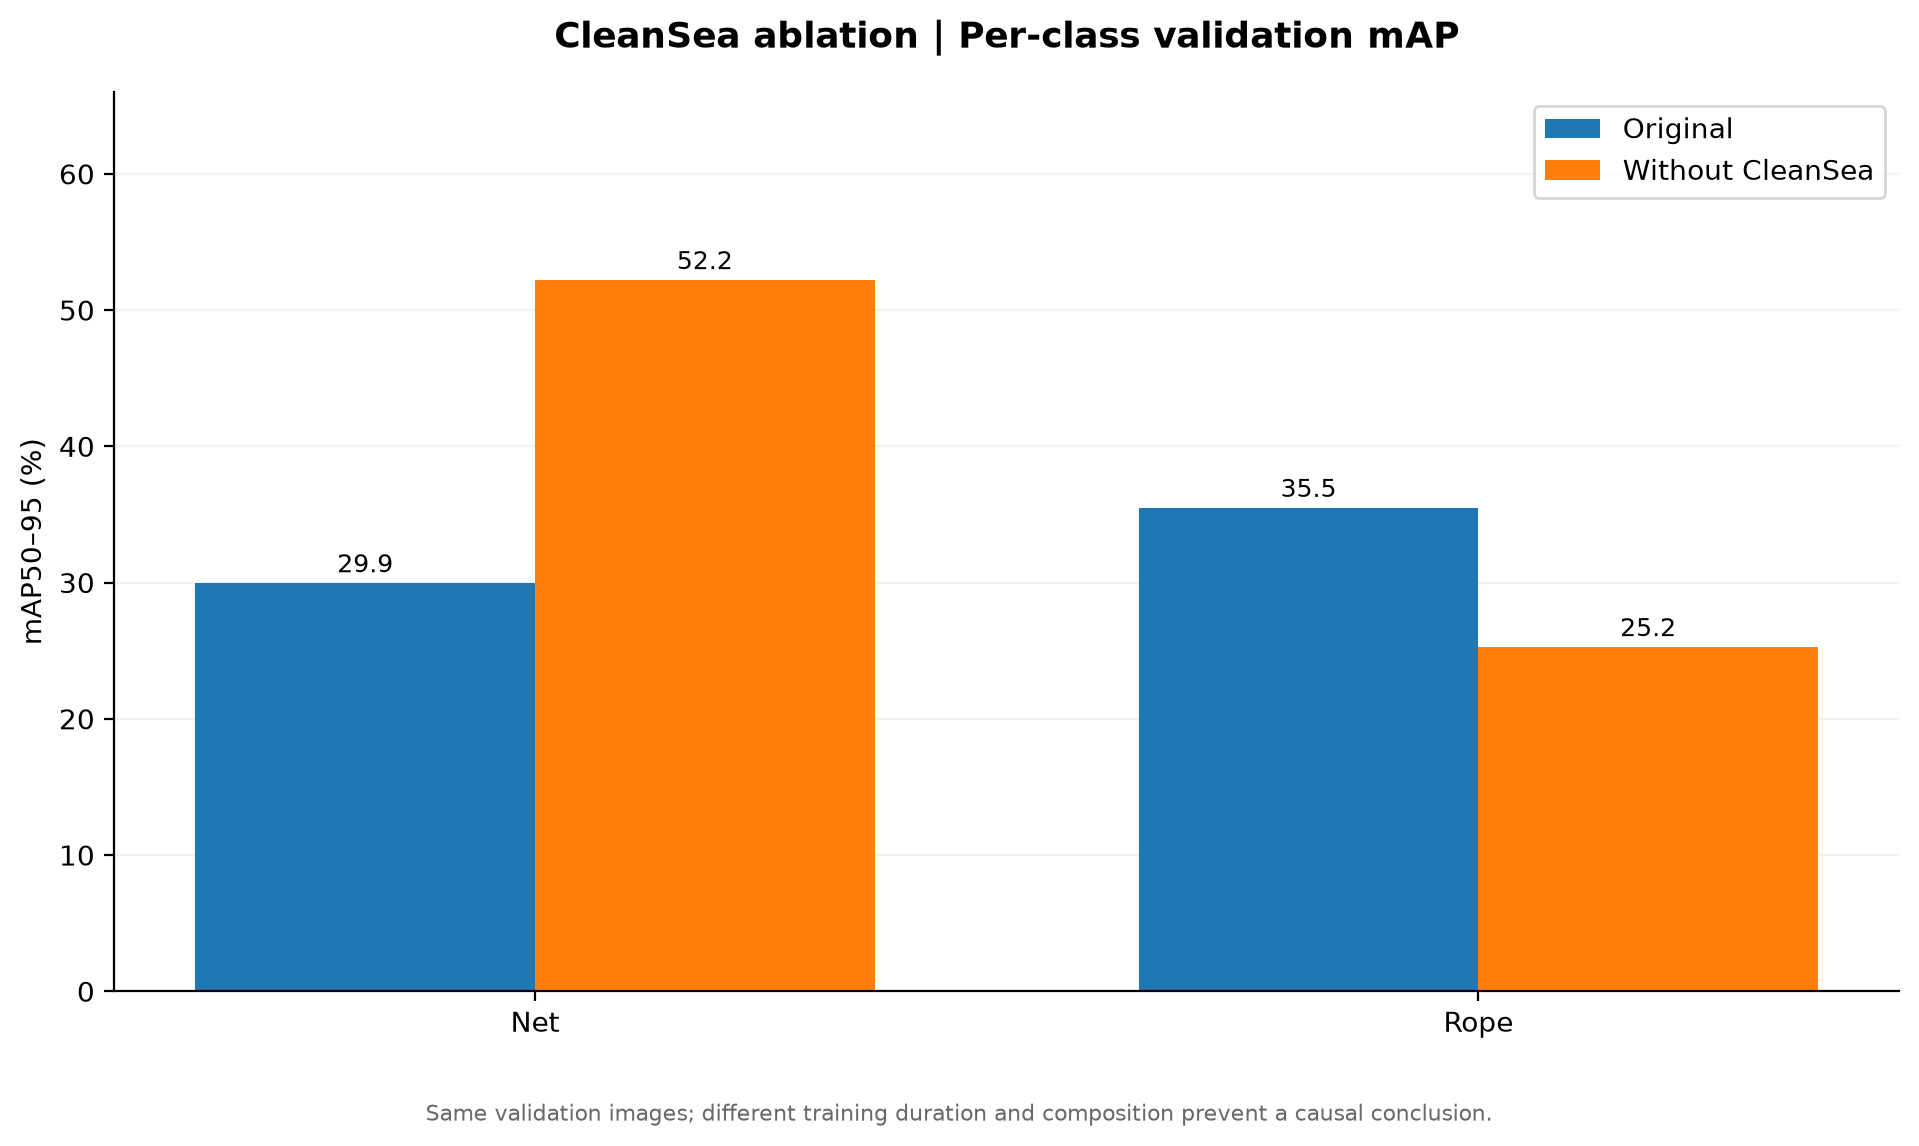 CleanSea ablation | Per-class validation mAP
Original
Without CleanSea
mAP50–95 (%)
60
50
40
30
20
10
0
29.9
52.2
35.5
25.2
Net
Rope
Same validation images; different training duration and composition prevent a causal conclusion.